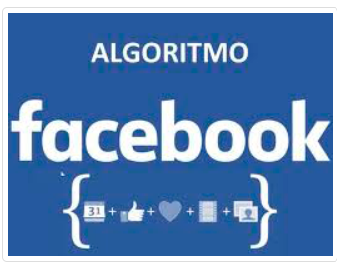 ALGORITMO
facebook
{31 + + + + }